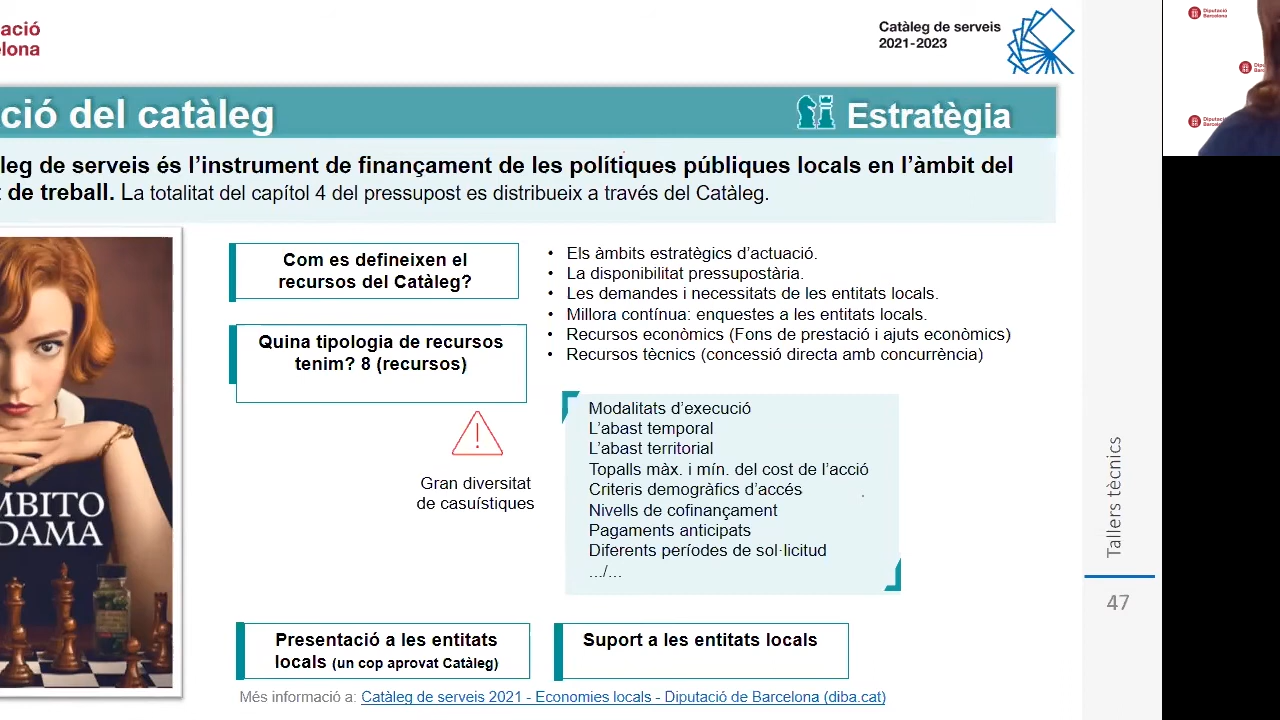 ació
elona
Catàleg de serveis
2021-2023
Diputació
Barcelona
Diputació
Barcelona
ció del catàleg
Estratègia
leg de serveis és l’instrument de finançament de les polítiques públiques locals en l’àmbit del
t de treball. La totalitat del capítol 4 del pressupost es distribueix a través del Catàleg.
Com es defineixen el
recursos del Catàleg?
• Els àmbits estratègics d’actuació.
• La disponibilitat pressupostària.
• Les demandes i necessitats de les entitats locals.
• Millora contínua: enquestes a les entitats locals.
• Recursos econòmics (Fons de prestació i ajuts econòmics)
• Recursos tècnics (concessió directa amb concurrència)
Quina tipologia de recursos
tenim? 8 (recursos)
MBITO
DAMA
Gran diversitat
de casuístiques
Modalitats d’execució
L’abast temporal
L’abast territorial
Topalls màx. i mín. del cost de l’acció
Criteris demogràfics d’accés
Nivells de cofinançament
Pagaments anticipats
Diferents períodes de sol·licitud
.../...
Presentació a les entitats
locals (un cop aprovat Catàleg)
Suport a les entitats locals
Més informació a: Catàleg de serveis 2021 - Economies locals - Diputació de Barcelona (diba.cat)
Tallers tècnics
47